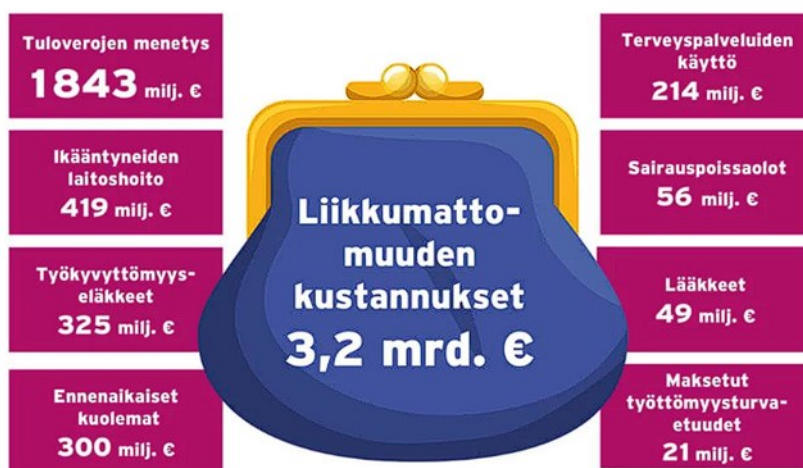 Tuloverojen menetys
1843 milj. €
Ikääntyneiden
laitoshoito
419 milj. €
Työkyvyttömyys-
eläkkeet
325 milj. €
Ennenaikaiset
kuolemat
300 milj. €
Liikkumatto-
muuden
kustannukset
3,2 mrd. €
Terveyspalveluiden
käyttö
214 milj. €
Sairauspoissaolot
56 milj. €
Lääkkeet
49 milj. €
Maksetut
työttömyysturva-
etuudet
21 milj. €